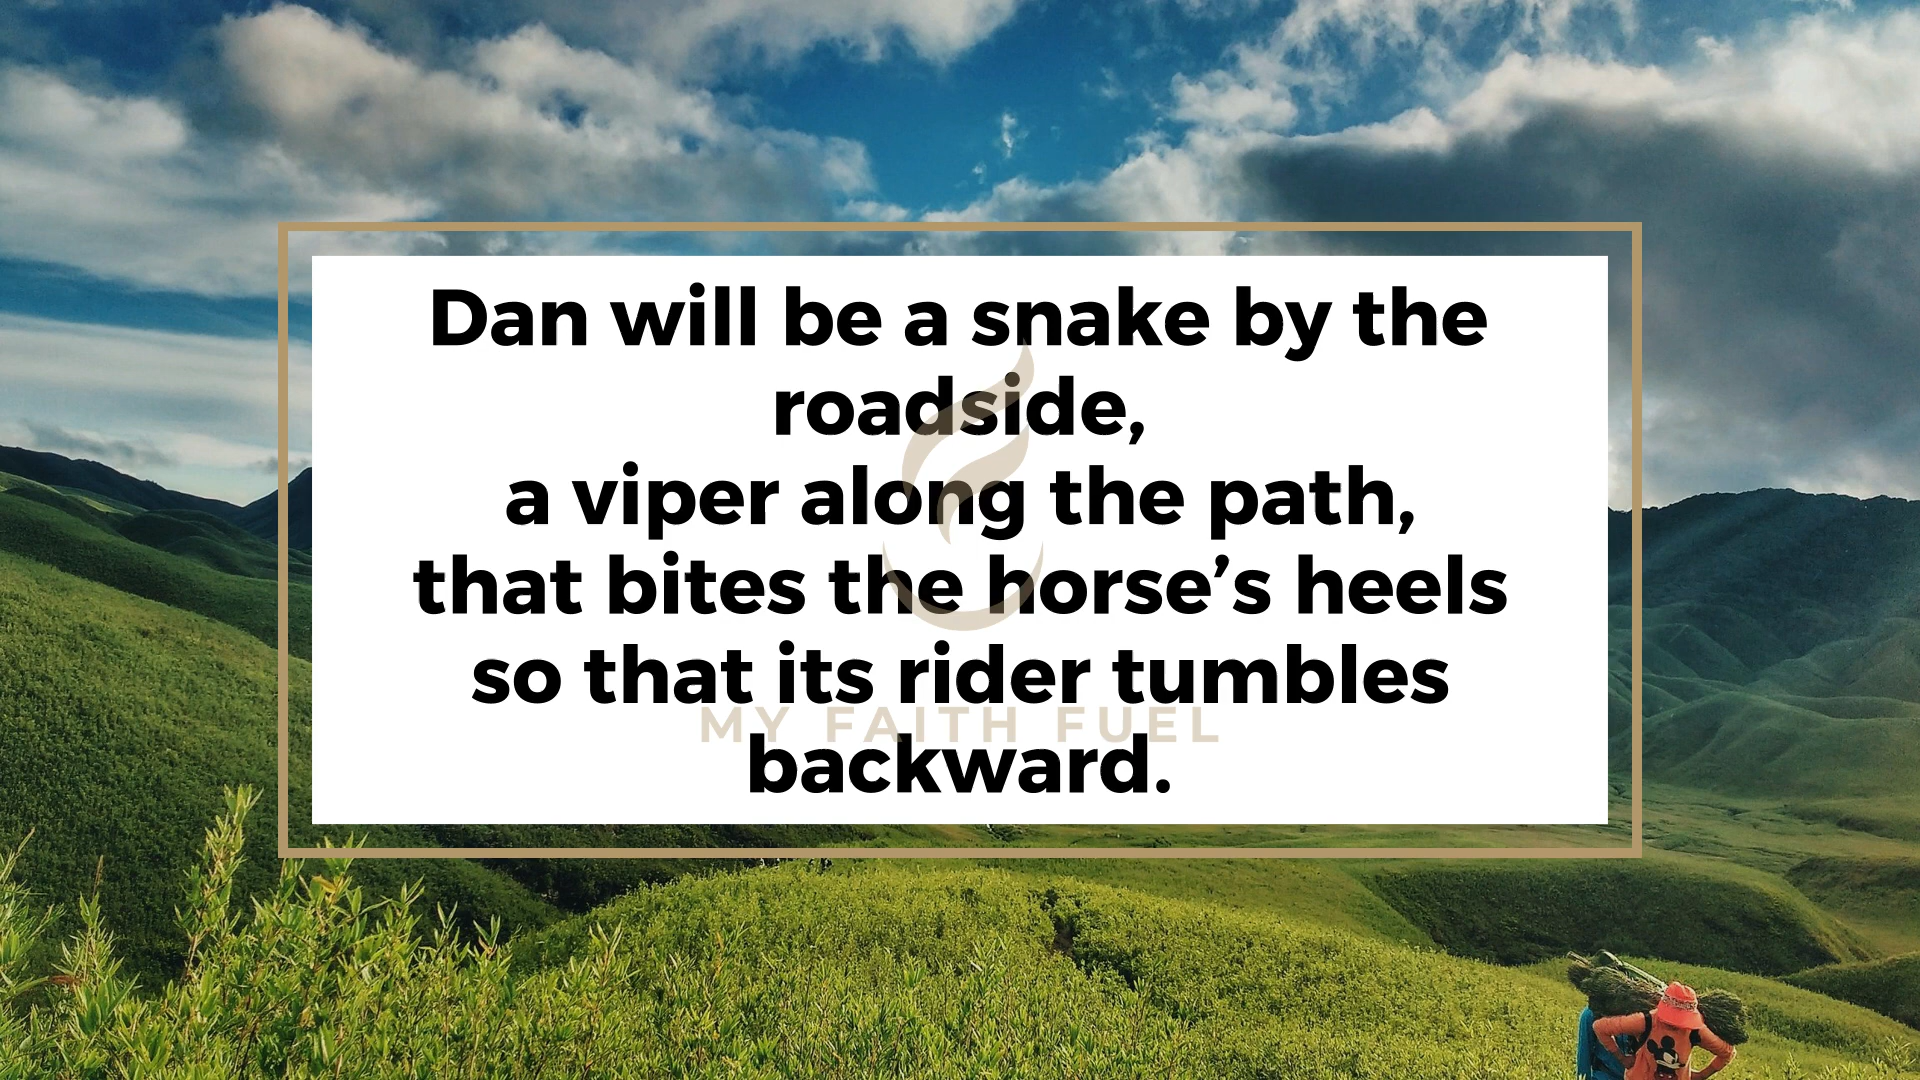 Dan will be a snake by the
roadside,
a viper along the path,
that bites the horse’s heels
so that its rider tumbles
MY FAITH FUEL
backward.